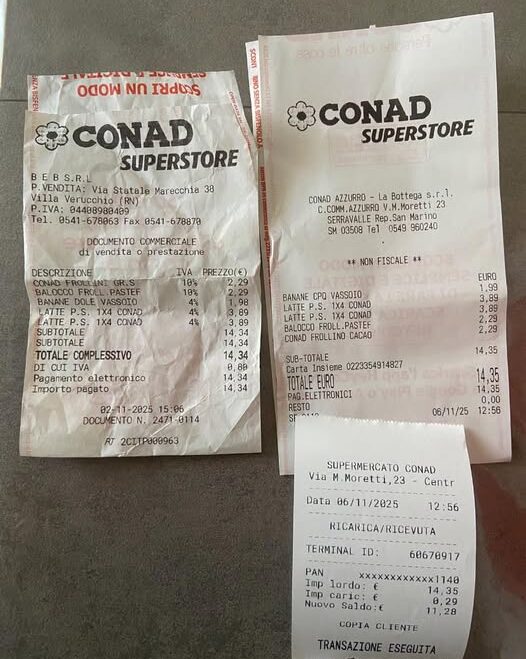 SCOPRI UN MODO
CONAD
SUPERSTORE
B E B S.R.L
P.VENDITA: Via Statale Marecchia 38
Villa Verucchio (RN)
P.IVA: 04408980409
Tel. 0541-678063 Fax 0541-678870
DOCUMENTO COMMERCIALE
di vendita o prestazione
DESCRIZIONE IVA PREZZO(€)
CONAD FROLLINI GR.S 10% 2,29
BALOCCO FROLL.PASTEF 10% 2,29
BANANE DOLE VASSOIO 4% 1,98
LATTE P.S. 1X4 CONAD 4% 3,89
LATTE P.S. 1X4 CONAD 4% 3,89
SUBTOTALE 14,34
SUBTOTALE 14,34
TOTALE COMPLESSIVO 14,34
DI CUI IVA 0,80
Pagamento elettronico 14,34
Importo pagato 14,34
02-11-2025 15:06
DOCUMENTO N. 2471-0114
RT 2CITP000963
CONAD
SUPERSTORE
CONAD AZZURRO - La Bottega s.r.l.
C.COMM.AZZURRO V.M.Moretti 23
SERRAVALLE Rep.San Marino
SM 03508 Tel 0549 960240
** NON FISCALE **
EURO
BANANE CPQ VASSOIO 1,99
LATTE P.S. 1X4 CONAD 3,89
LATTE P.S. 1X4 CONAD 3,89
BALOCCO FROLL.PASTEF 2,29
CONAD FROLLINO CACAO 2,29
SUB-TOTALE 14,35
Carta Insieme 0223354914827
TOTALE EURO 14,35
PAG.ELETTRONICI 14,35
RESTO 0,00
06/11/25 12:56
SUPERMERCATO CONAD
Via M.Moretti,23 - Centr
Data 06/11/2025 12:56
RICARICA/RICEVUTA
TERMINAL ID: 60670917
PAN xxxxxxxxxxxx1140
Imp lordo: € 14,35
Imp caric: € 0,29
Nuovo Saldo:€ 11,28
COPIA CLIENTE
TRANSAZIONE ESEGUITA